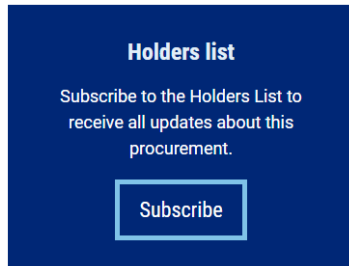 Holders list
Subscribe to the Holders List to
receive all updates about this
procurement.
Subscribe